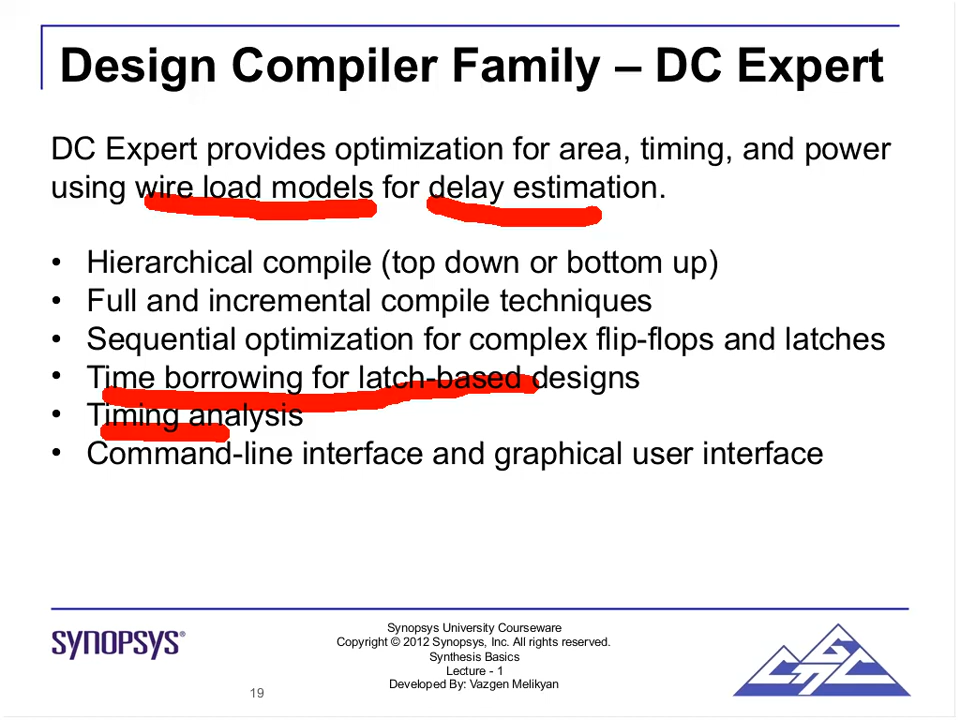 Design Compiler Family – DC Expert
DC Expert provides optimization for area, timing, and power
using wire load models for delay estimation.
• Hierarchical compile (top down or bottom up)
• Full and incremental compile techniques
• Sequential optimization for complex flip-flops and latches
• Time borrowing for latch-based designs
• Timing analysis
• Command-line interface and graphical user interface
SYNOPSYS®
Synopsys University Courseware
Copyright © 2012 Synopsys, Inc. All rights reserved.
Synthesis Basics
Lecture - 1
Developed By: Vazgen Melikyan
19